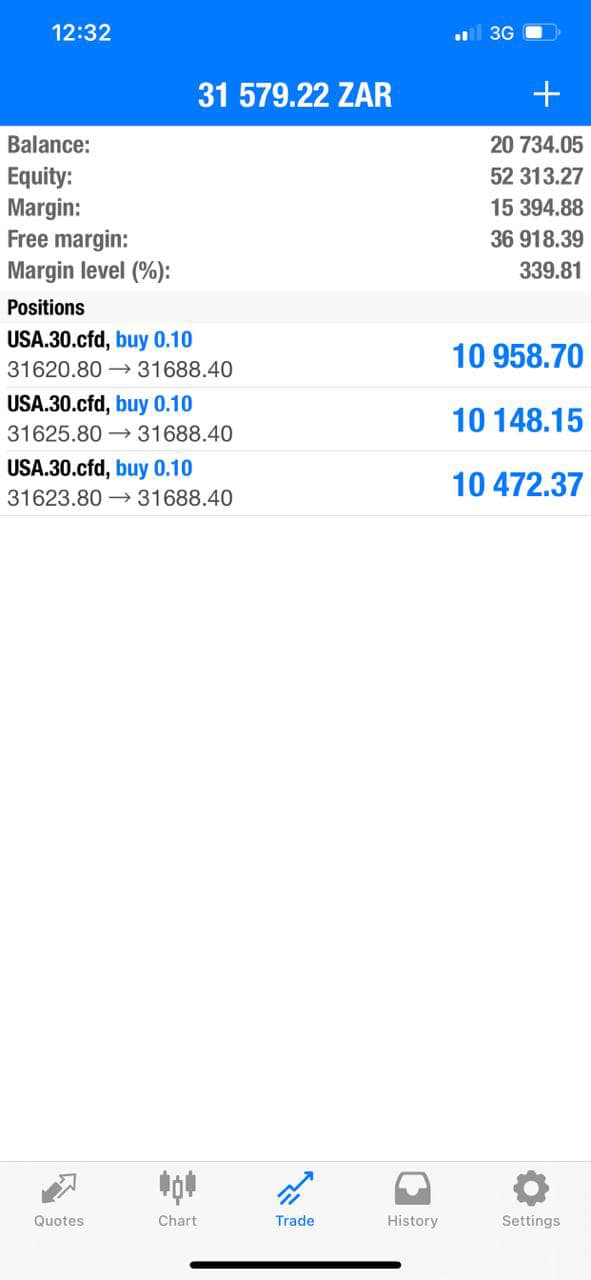 12:32 3G
31 579.22 ZAR +
Balance: 20 734.05
Equity: 52 313.27
Margin: 15 394.88
Free margin: 36 918.39
Margin level (%): 339.81
Positions
USA.30.cfd, buy 0.10
31620.80 → 31688.40 10 958.70
USA.30.cfd, buy 0.10
31625.80 → 31688.40 10 148.15
USA.30.cfd, buy 0.10
31623.80 → 31688.40 10 472.37
Quotes Chart Trade History Settings